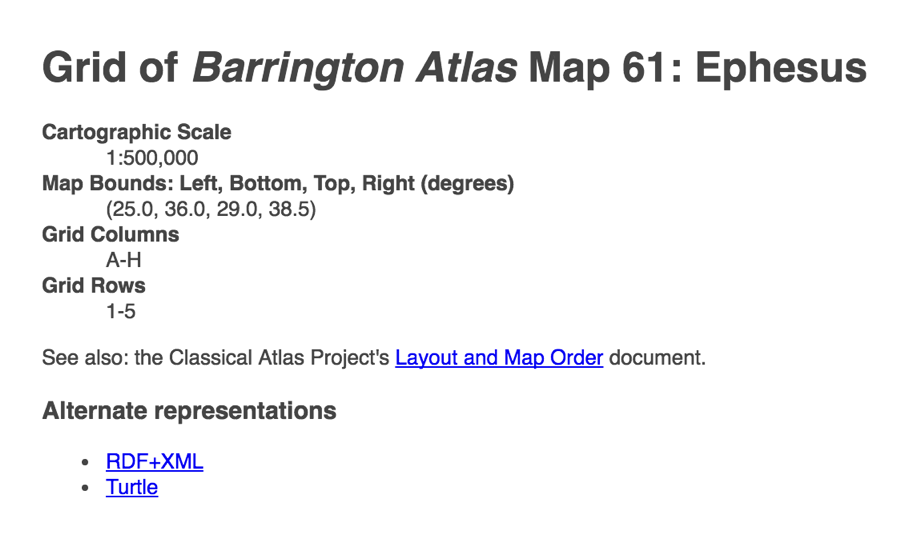 Grid of Barrington Atlas Map 61: Ephesus
Cartographic Scale
1:500,000
Map Bounds: Left, Bottom, Top, Right (degrees)
(25.0, 36.0, 29.0, 38.5)
Grid Columns
A-H
Grid Rows
1-5
See also: the Classical Atlas Project's Layout and Map Order document.
Alternate representations
• RDF+XML
• Turtle